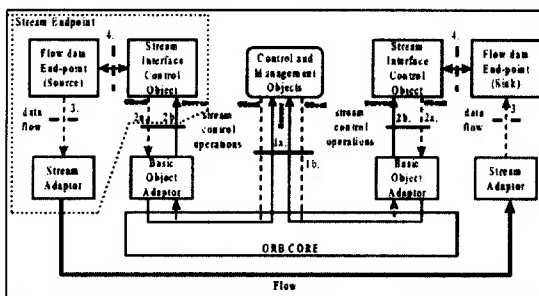 Stream Endpoint
Flow data
End-point
(Source)
4.
Stream
Interface
Control
Object
Control and
Management
Objects
Stream
Interface
Control
Object
4.
Flow data
End-point
(Sink)
data
flow
3.
2a.
2b.
stream
control
operations
1a.
1b.
stream
control
operations
2b.
2a.
data
flow
3
Stream
Adaptor
Basic
Object
Adaptor
Basic
Object
Adaptor
Stream
Adaptor
ORB CORE
Flow